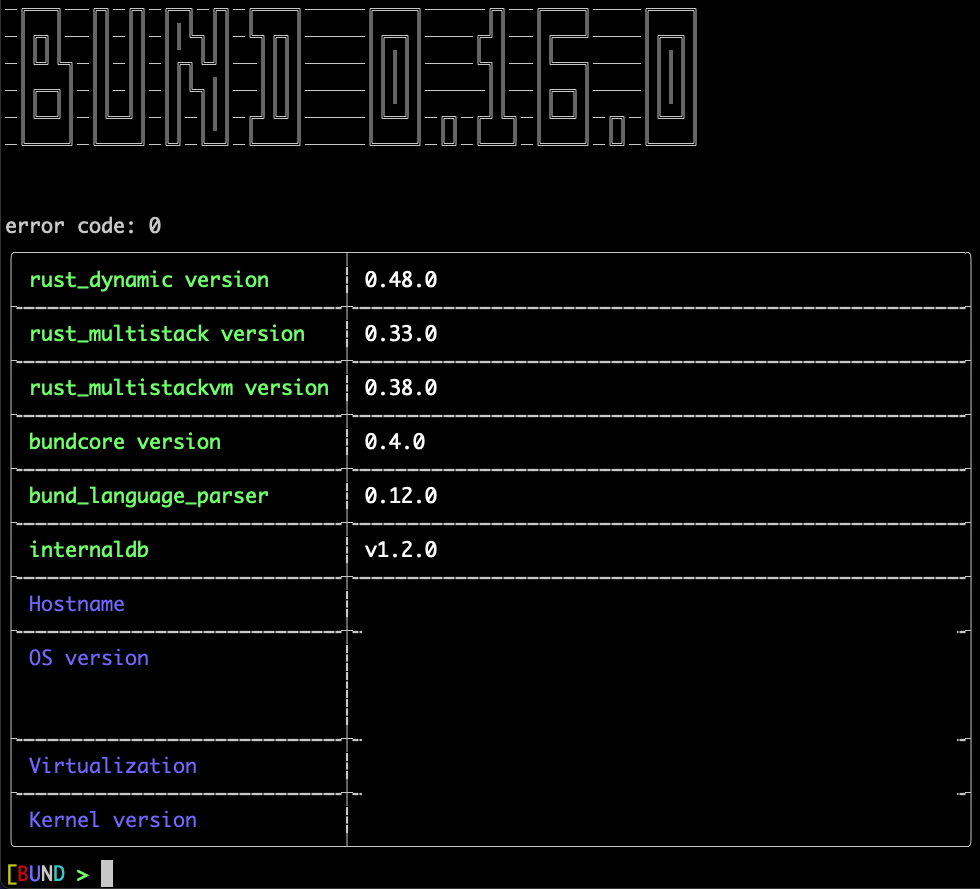 BUND 0.16.0
error code: 0
rust_dynamic version 0.48.0
rust_multistack version 0.33.0
rust_multistackvm version 0.38.0
bundcore version 0.4.0
bund_language_parser 0.12.0
internaldb v1.2.0
Hostname
OS version
Virtualization
Kernel version
[BUND >